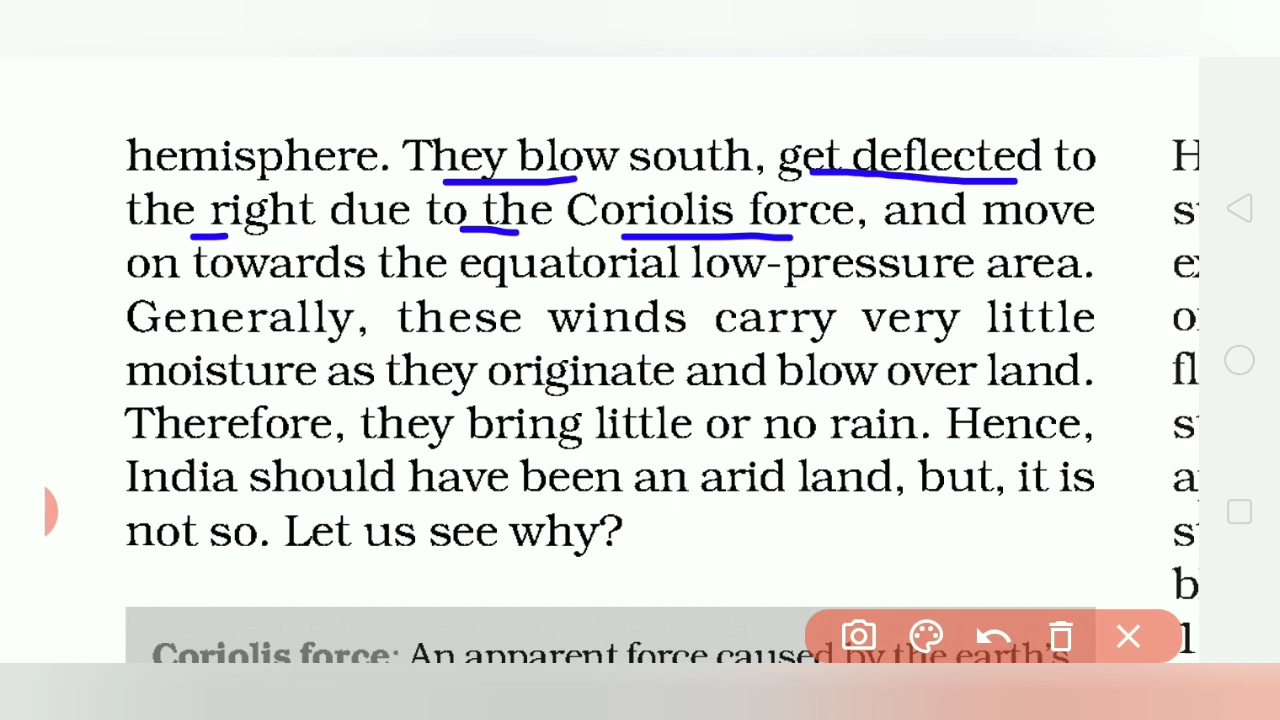 hemisphere. They blow south, get deflected to
the right due to the Coriolis force, and move
on towards the equatorial low-pressure area.
Generally, these winds carry very little
moisture as they originate and blow over land.
Therefore, they bring little or no rain. Hence,
India should have been an arid land, but, it is
not so. Let us see why?
Coriolis force: An apparent force caused by the earth's